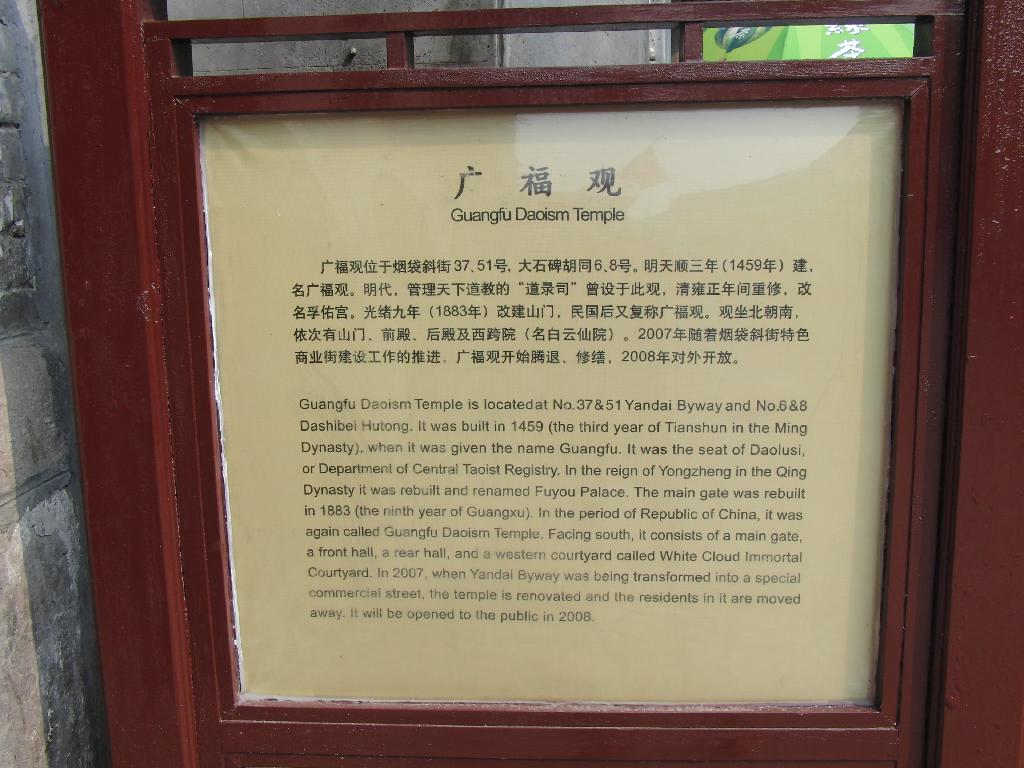 绿茶
广福观
Guangfu Daoism Temple
广福观位于烟袋斜街37、51号，大石碑胡同6、8号。明天顺三年（1459年）建，
名广福观。明代，管理天下道教的“道录司”曾设于此观，清雍正年间重修，改
名孚佑宫。光绪九年（1883年）改建山门，民国后又复称广福观。观坐北朝南，
依次有山门、前殿、后殿及西跨院（名白云仙院）。2007年随着烟袋斜街特色
商业街建设工作的推进，广福观开始腾退、修缮，2008年对外开放。
Guangfu Daoism Temple is locatedat No.37&51 Yandai Byway and No.6&8
Dashibei Hutong. It was built in 1459 (the third year of Tianshun in the Ming
Dynasty), when it was given the name Guangfu. It was the seat of Daolusi,
or Department of Central Taoist Registry. In the reign of Yongzheng in the Qing
Dynasty it was rebuilt and renamed Fuyou Palace. The main gate was rebuilt
in 1883 (the ninth year of Guangxu). In the period of Republic of China, it was
again called Guangfu Daoism Temple. Facing south, it consists of a main gate,
a front hall, a rear hall, and a western courtyard called White Cloud Immortal
Courtyard. In 2007, when Yandai Byway was being transformed into a special
commercial street, the temple is renovated and the residents in it are moved
away. It will be opened to the public in 2008.